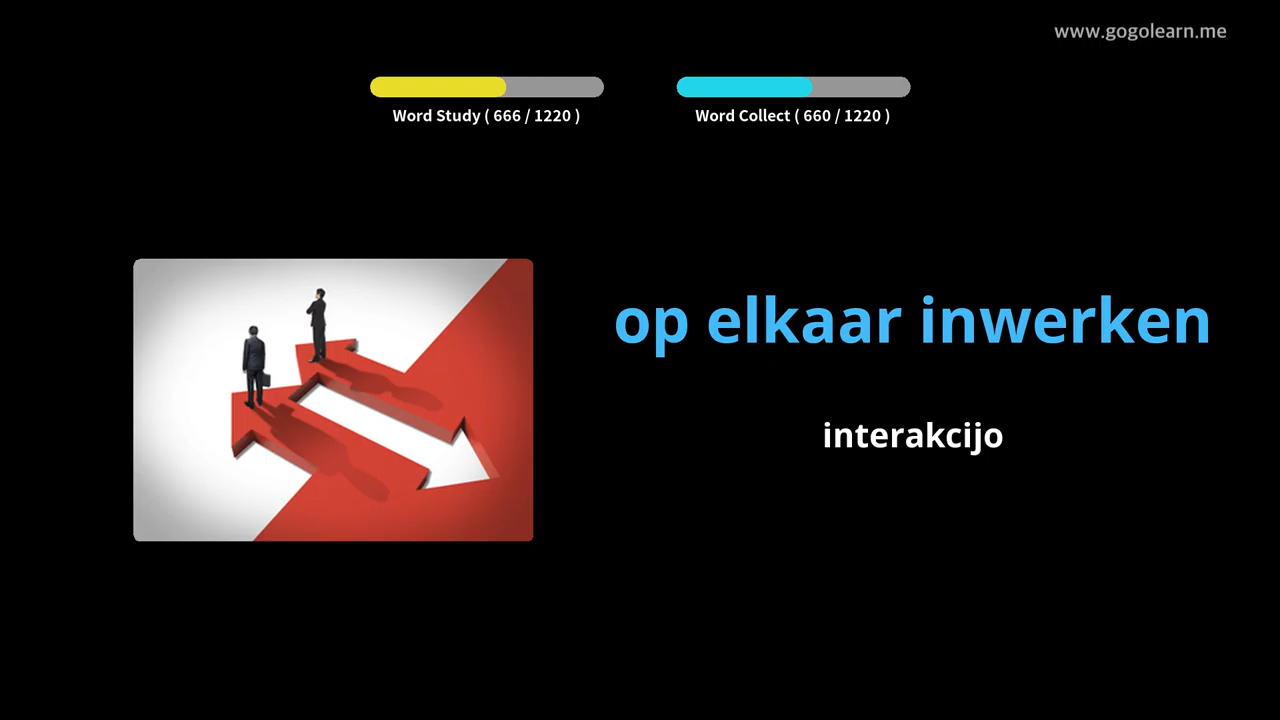 www.gogolearn.me
Word Study ( 666 / 1220 )
Word Collect ( 660 / 1220 )
op elkaar inwerken
interakcijo